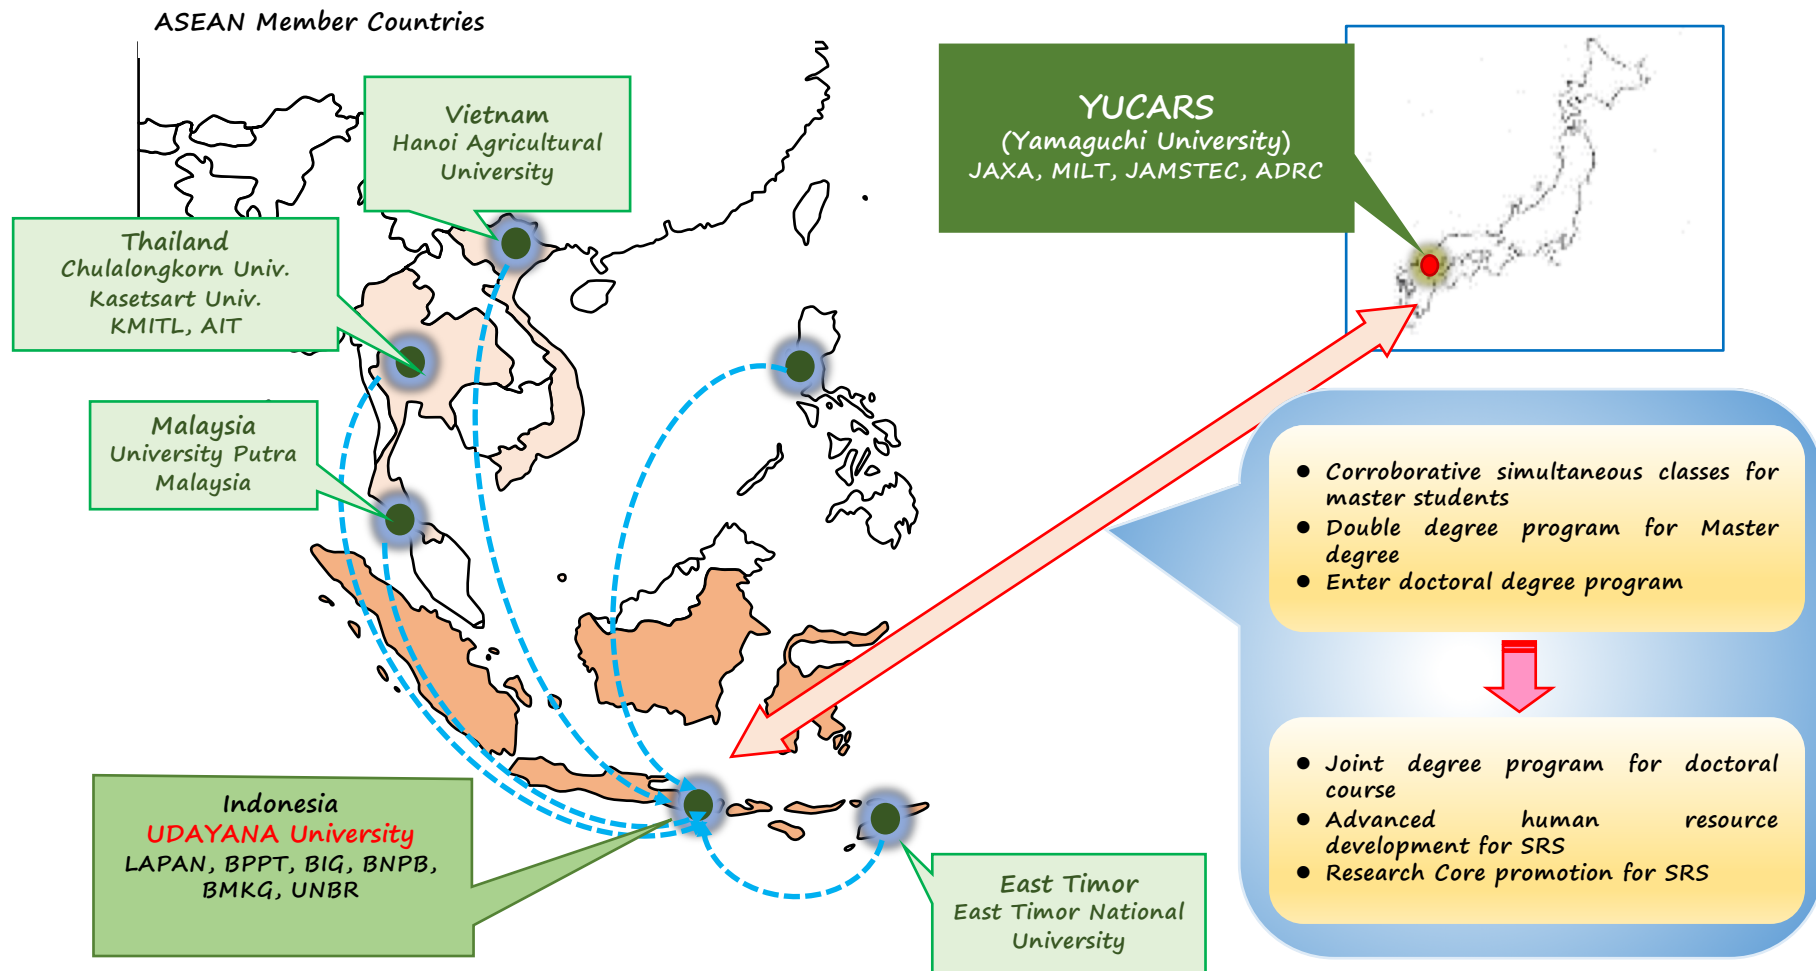 ASEAN Member Countries
Vietnam
Hanoi Agricultural
University
Thailand
Chulalongkorn Univ.
Kasetsart Univ.
KMITL, AIT
Malaysia
University Putra
Malaysia
Indonesia
UDAYANA University
LAPAN, BPPT, BIG, BNPB,
BMKG, UNBR
East Timor
East Timor National
University
YUCARS
(Yamaguchi University)
JAXA, MILT, JAMSTEC, ADRC
● Corroborative simultaneous classes for
master students
● Double degree program for Master
degree
● Enter doctoral degree program
● Joint degree program for doctoral
course
● Advanced human resource
development for SRS
● Research Core promotion for SRS